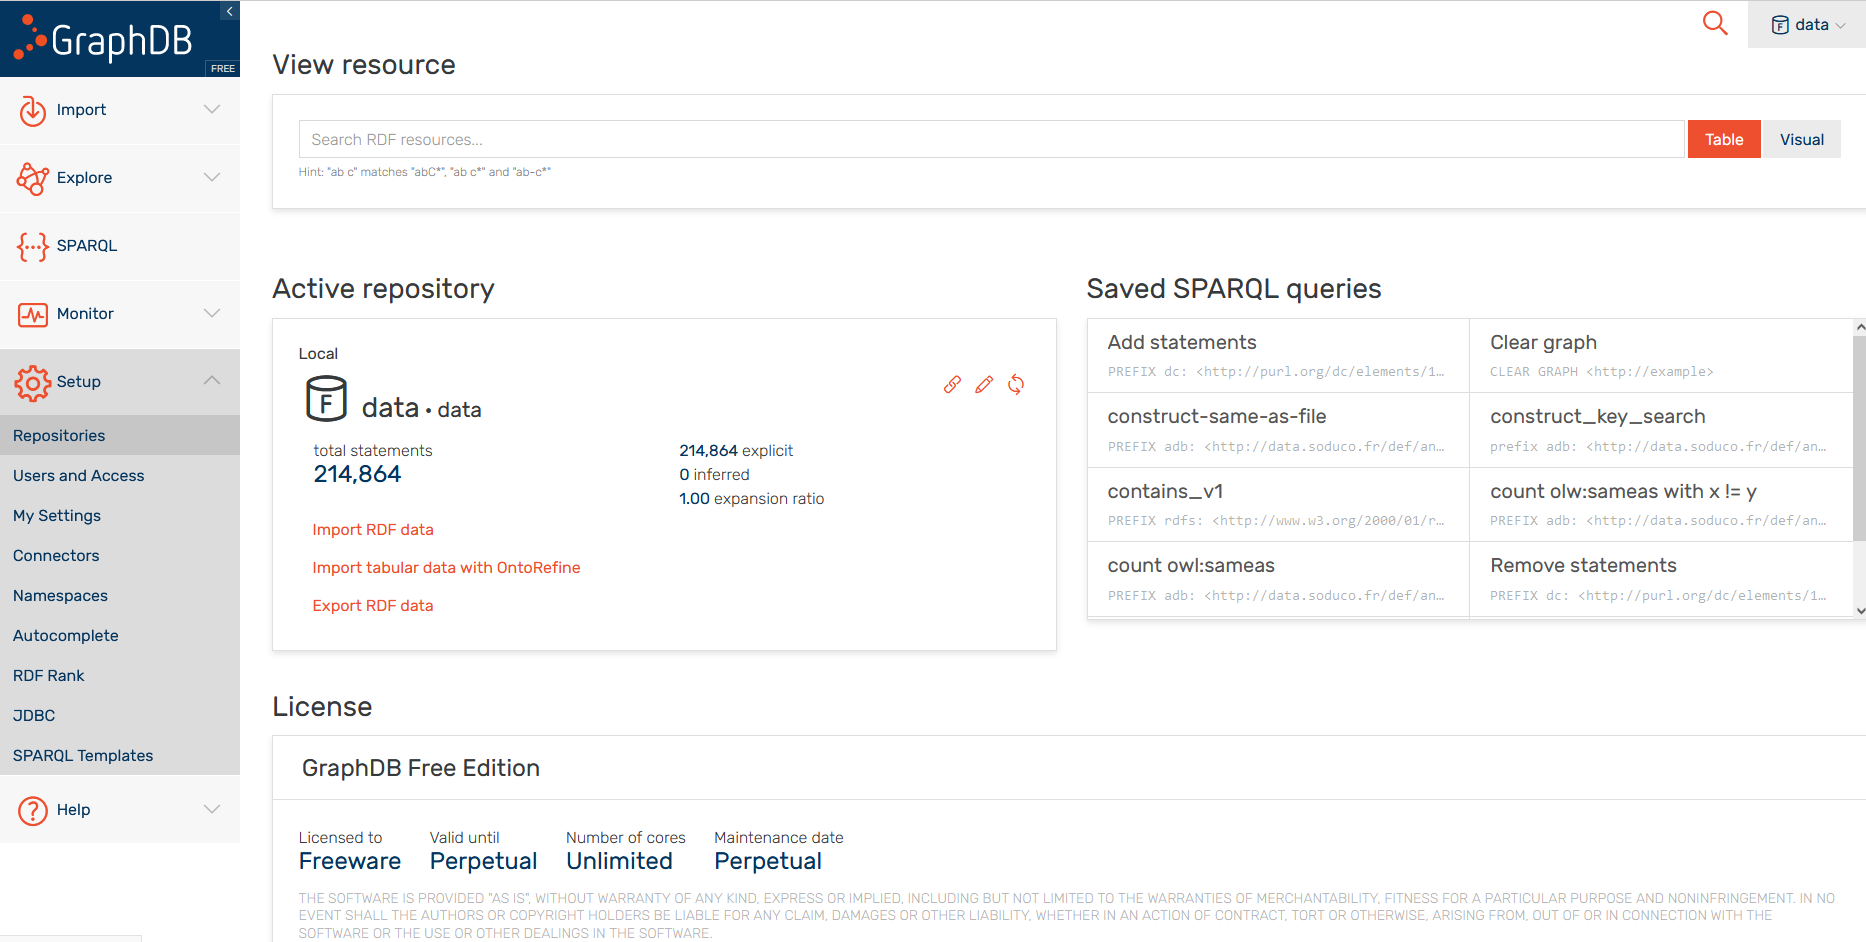 GraphDB
FREE
Import
Explore
SPARQL
Monitor
Setup
Repositories
Users and Access
My Settings
Connectors
Namespaces
Autocomplete
RDF Rank
JDBC
SPARQL Templates
Help
data
View resource
Search RDF resources...
Table
Visual
Hint: "ab c" matches "abC*", "ab c*" and "ab-c*"
Active repository
Local
F
data • data
total statements
214,864
214,864 explicit
0 inferred
1.00 expansion ratio
Import RDF data
Import tabular data with OntoRefine
Export RDF data
Saved SPARQL queries
Add statements
PREFIX dc: <http://purl.org/dc/elements/1…
Clear graph
CLEAR GRAPH <http://example>
construct-same-as-file
PREFIX adb: <http://data.soduco.fr/def/an…
construct_key_search
prefix adb: <http://data.soduco.fr/def/an…
contains_v1
PREFIX rdfs: <http://www.w3.org/2000/01/r…
count olw:sameas with x != y
PREFIX adb: <http://data.soduco.fr/def/an…
count owl:sameas
PREFIX adb: <http://data.soduco.fr/def/an…
Remove statements
PREFIX dc: <http://purl.org/dc/elements/1…
License
GraphDB Free Edition
Licensed to
Freeware
Valid until
Perpetual
Number of cores
Unlimited
Maintenance date
Perpetual
THE SOFTWARE IS PROVIDED "AS IS", WITHOUT WARRANTY OF ANY KIND, EXPRESS OR IMPLIED, INCLUDING BUT NOT LIMITED TO THE WARRANTIES OF MERCHANTABILITY, FITNESS FOR A PARTICULAR PURPOSE AND NONINFRINGEMENT. IN NO
EVENT SHALL THE AUTHORS OR COPYRIGHT HOLDERS BE LIABLE FOR ANY CLAIM, DAMAGES OR OTHER LIABILITY, WHETHER IN AN ACTION OF CONTRACT, TORT OR OTHERWISE, ARISING FROM, OUT OF OR IN CONNECTION WITH THE
SOFTWARE OR THE USE OR OTHER DEALINGS IN THE SOFTWARE.